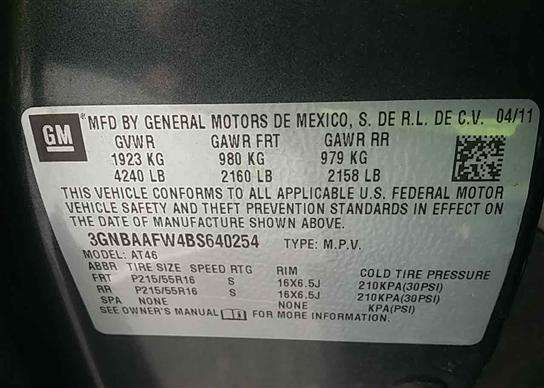 GM ®MFD BY GENERAL MOTORS DE MEXICO, S. DE R.L. DE C.V. 04/11
GVWR GAWR FRT GAWR RR
1923 KG 980 KG 979 KG
4240 LB 2160 LB 2158 LB
THIS VEHICLE CONFORMS TO ALL APPLICABLE U.S. FEDERAL MOTOR
VEHICLE SAFETY AND THEFT PREVENTION STANDARDS IN EFFECT ON
THE DATE OF MANUFACTURE SHOWN ABOVE.
3GNBAAFW4BS640254 TYPE: M.P.V.
MODEL: AT46
ABBR TIRE SIZE SPEED RTG RIM COLD TIRE PRESSURE
FRT P215/55R16 S 16X6.5J 210KPA(30PSI)
RR P215/55R16 S 16X6.5J 210KPA(30PSI)
SPA NONE NONE KPA(PSI)
SEE OWNER'S MANUAL FOR MORE INFORMATION.